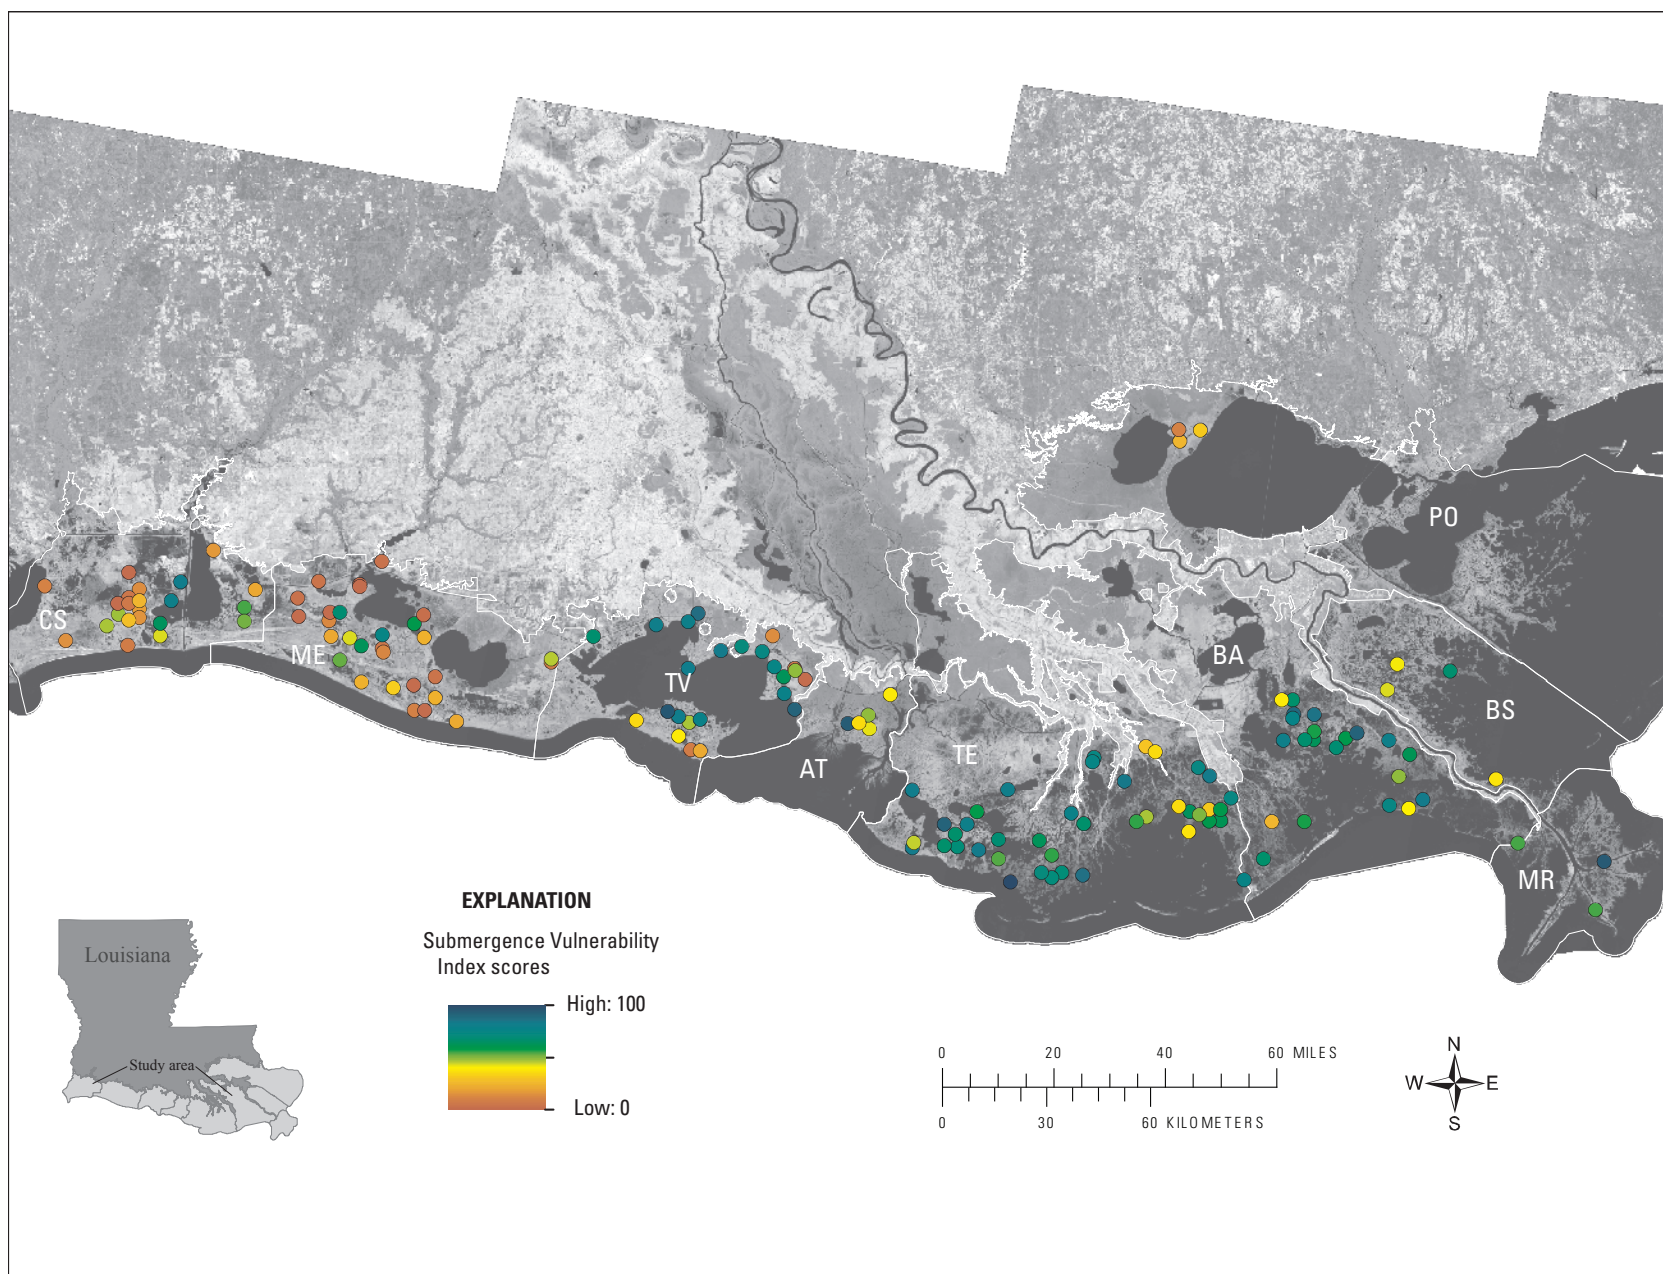 PO
CS
ME
TV
BA
BS
AT
TE
MR
EXPLANATION
Submergence Vulnerability
Index scores
High: 100
Low: 0
Louisiana
Study area
0 20 40 60 MILES
0 30 60 KILOMETERS
N
W E
S